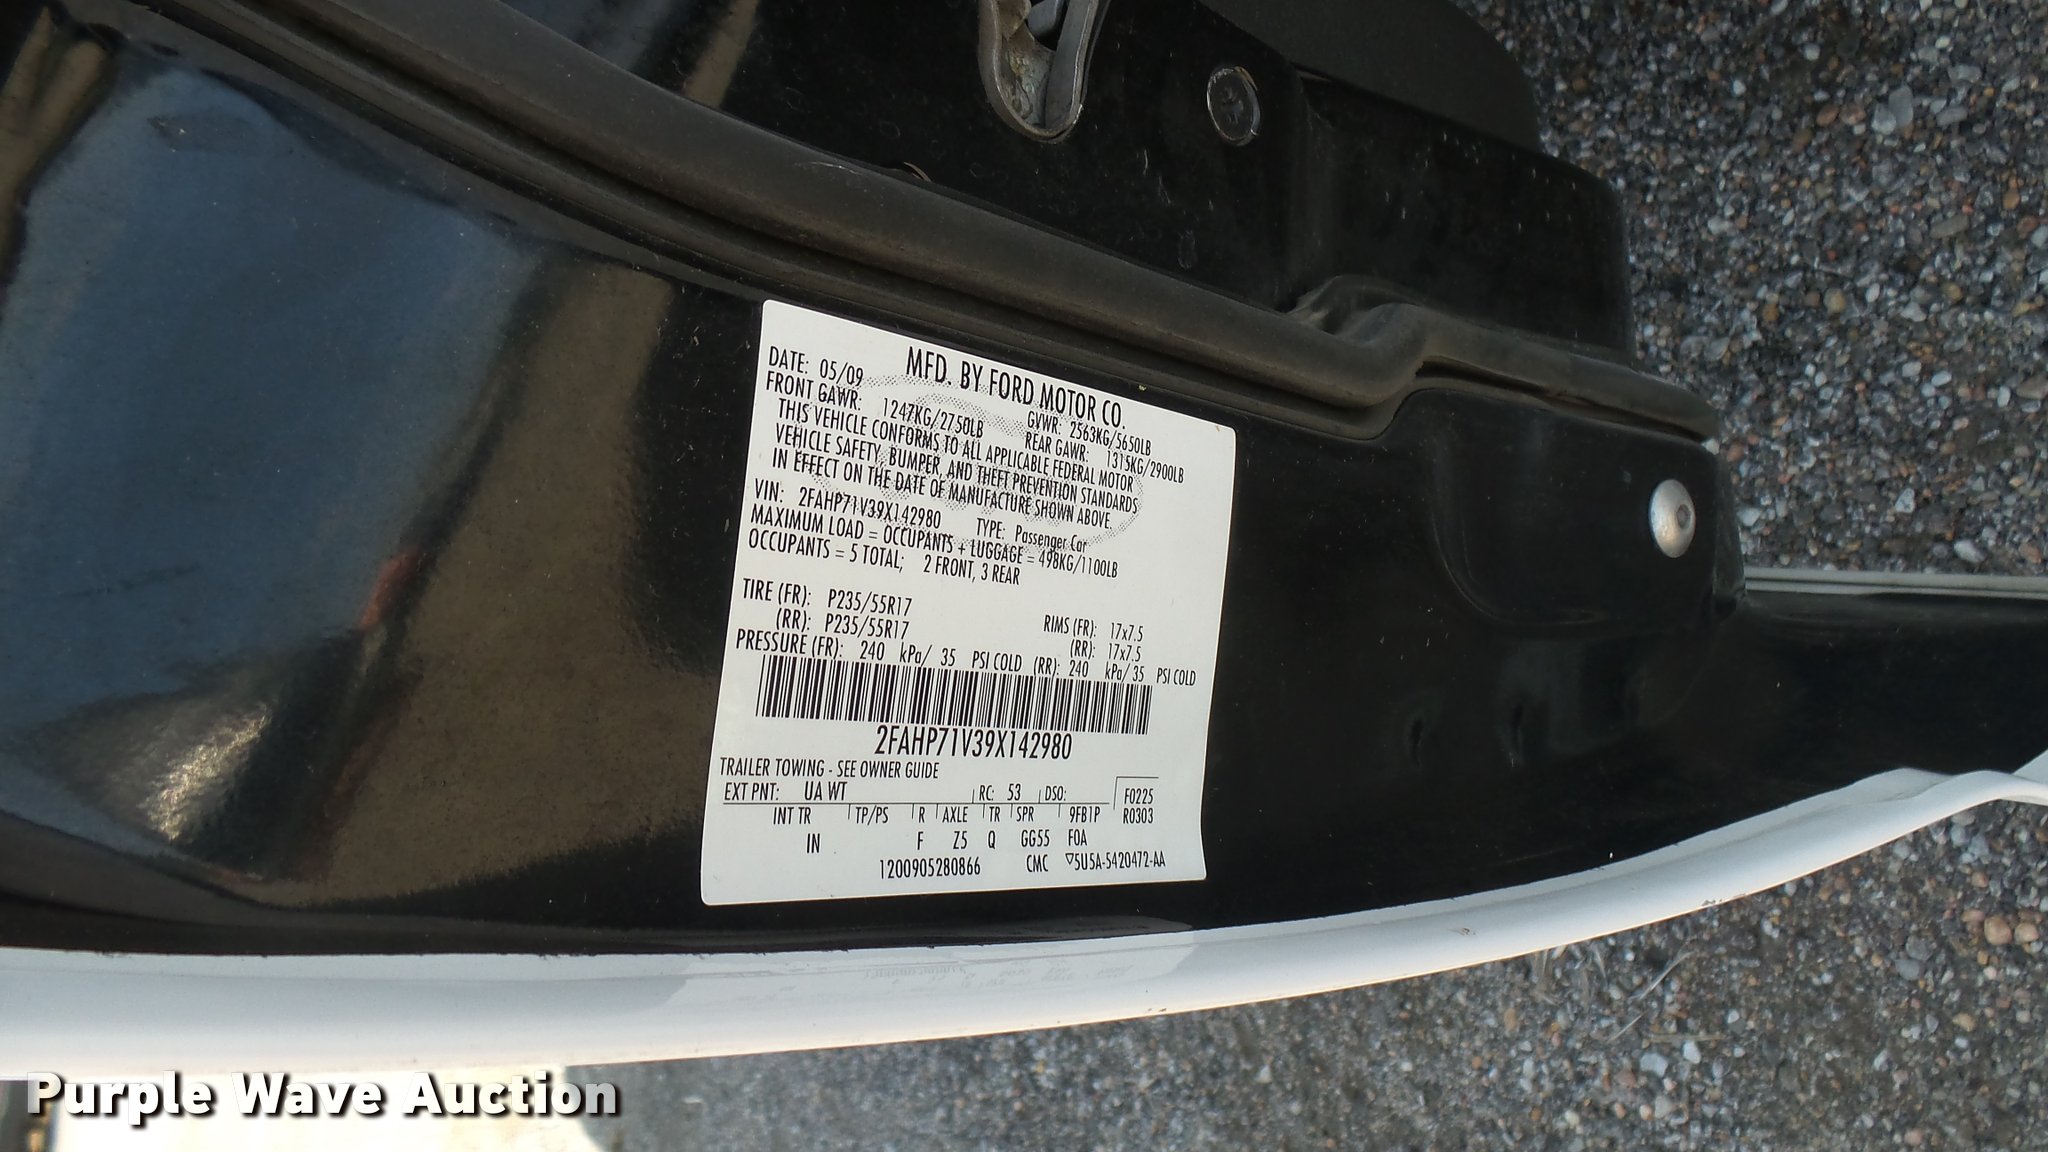 MFD. BY FORD MOTOR CO.
DATE: 05/09 GVWR: 2563KG/5650LB
FRONT GAWR: 1247KG/2750LB REAR GAWR: 1315KG/2900LB
THIS VEHICLE CONFORMS TO ALL APPLICABLE FEDERAL MOTOR
VEHICLE SAFETY, BUMPER, AND THEFT PREVENTION STANDARDS
IN EFFECT ON THE DATE OF MANUFACTURE SHOWN ABOVE.
VIN: 2FAHP71V39X142980 TYPE: Passenger Car
MAXIMUM LOAD = OCCUPANTS + LUGGAGE = 498KG/1100LB
OCCUPANTS = 5 TOTAL; 2 FRONT, 3 REAR
TIRE (FR): P235/55R17 RIMS (FR): 17x7.5
(RR): P235/55R17 (RR): 17x7.5
PRESSURE (FR): 240 kPa/ 35 PSI COLD (RR): 240 kPa/ 35 PSI COLD
2FAHP71V39X142980
TRAILER TOWING - SEE OWNER GUIDE
EXT PNT: UA WT RC: 53 DSO: F0225
INT TR TP/PS R AXLE TR SPR 9FB1P R0303
IN F Z5 Q GG55 FOA
1200905280866 CMC ▽5U5A-5420472-AA
Purple Wave Auction